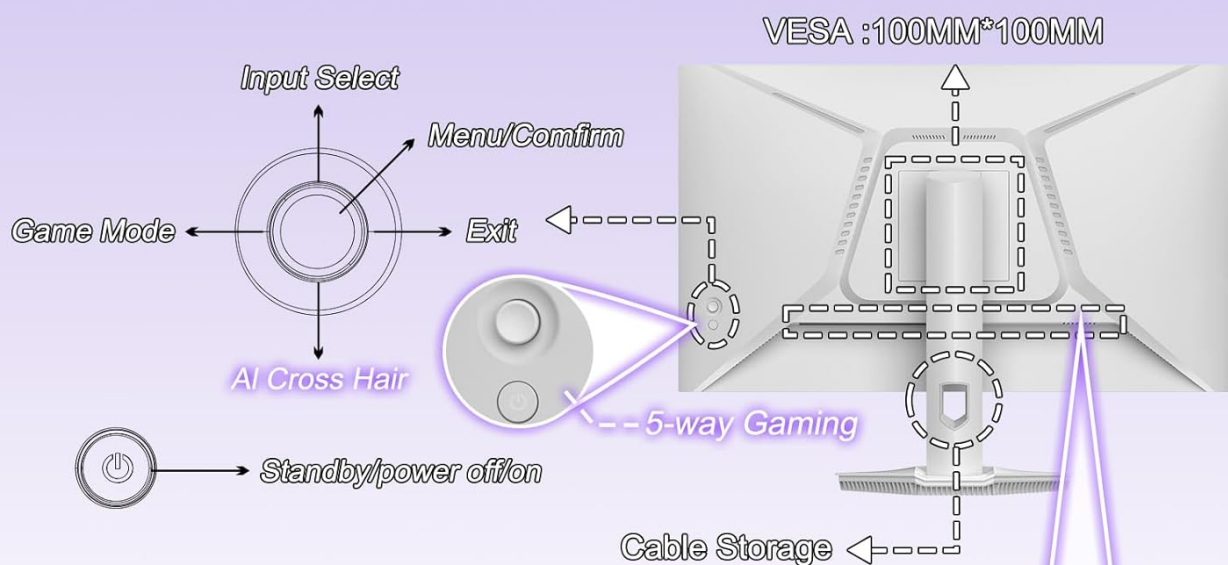 VESA :100MM*100MM
Input Select
Menu/Comfirm
Game Mode
Exit
AI Cross Hair
5-way Gaming
Standby/power off/on
Cable Storage